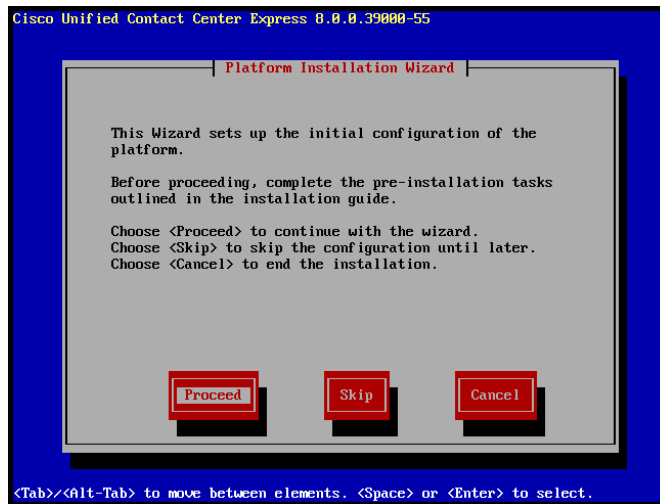 Cisco Unified Contact Center Express 8.0.0.39000-55
Platform Installation Wizard
This Wizard sets up the initial configuration of the
platform.
Before proceeding, complete the pre-installation tasks
outlined in the installation guide.
Choose <Proceed> to continue with the wizard.
Choose <Skip> to skip the configuration until later.
Choose <Cancel> to end the installation.
Proceed Skip Cancel
<Tab>/<Alt-Tab> to move between elements. <Space> or <Enter> to select.